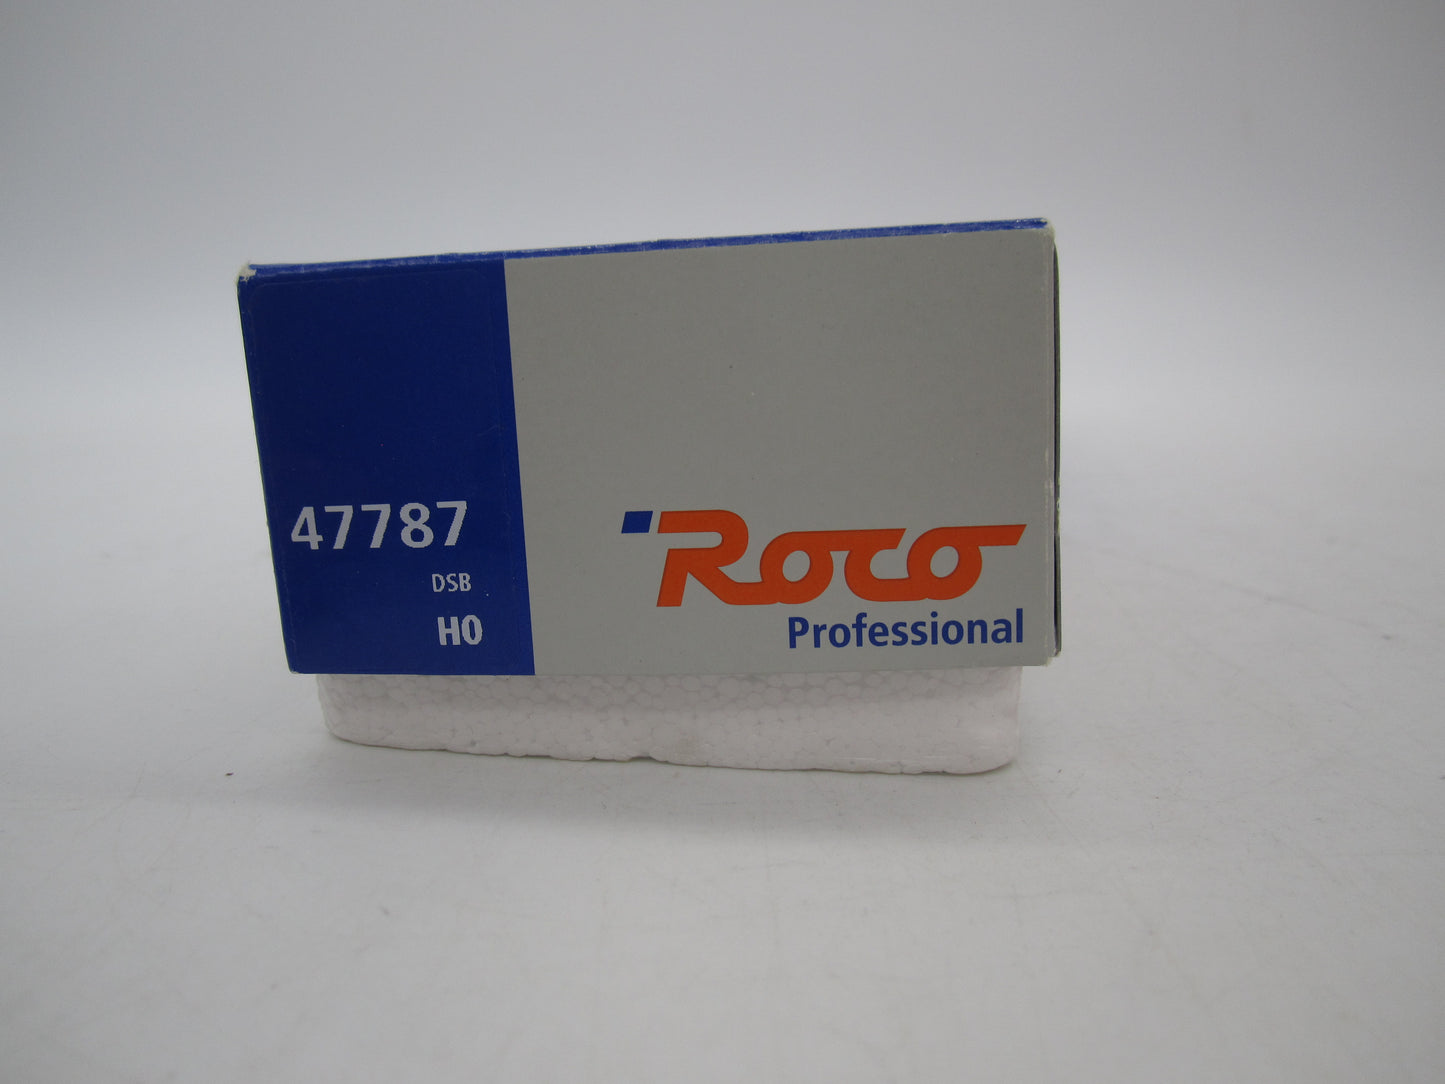 47787
DSB
H0
Roco
Professional